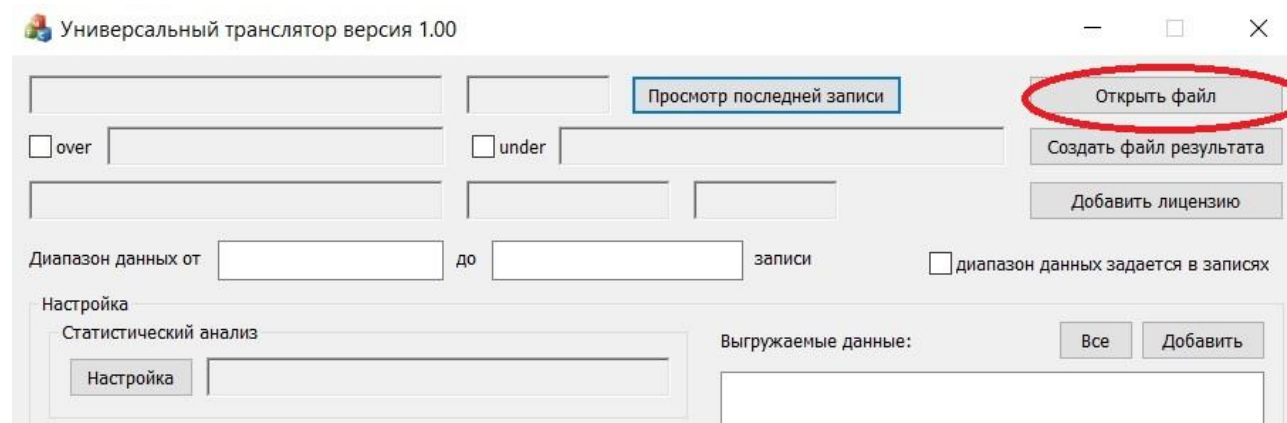 Универсальный транслятор версия 1.00
Просмотр последней записи
Открыть файл
over
under
Создать файл результата
Добавить лицензию
Диапазон данных от
до
записи
диапазон данных задается в записях
Настройка
Статистический анализ
Выгружаемые данные:
Все
Добавить
Настройка